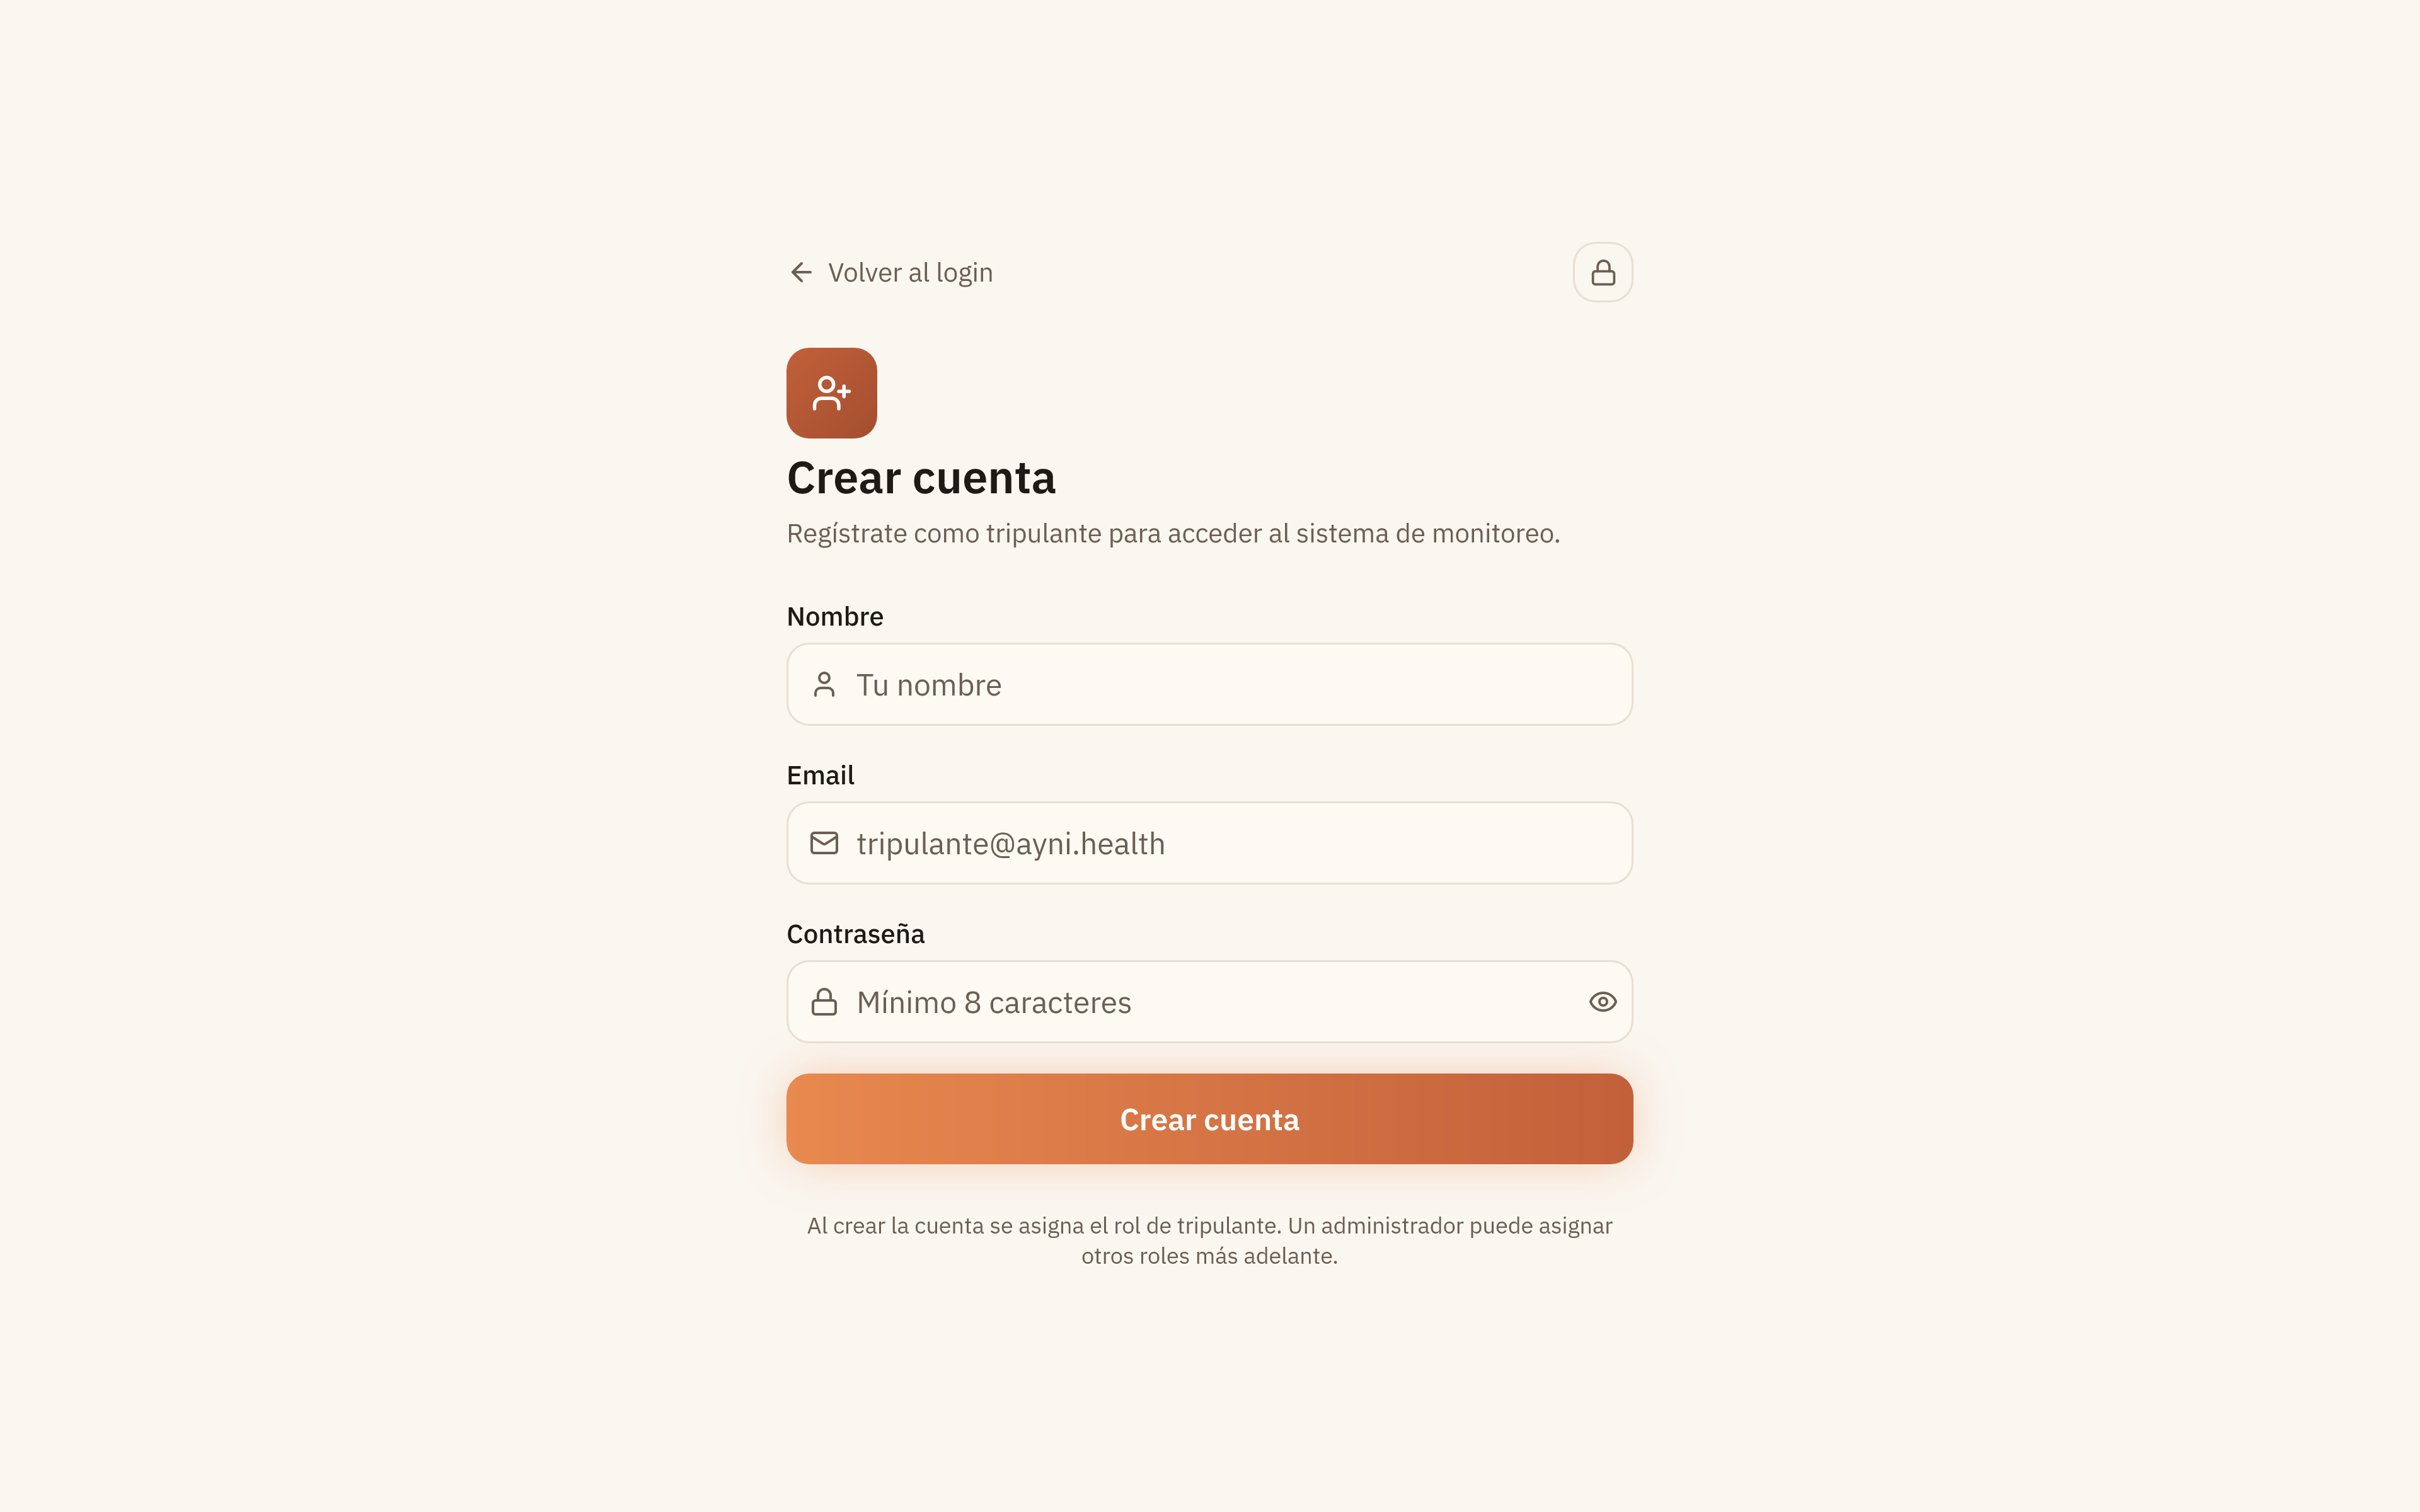 Volver al login
Crear cuenta
Regístrate como tripulante para acceder al sistema de monitoreo.
Nombre
Tu nombre
Email
tripulante@ayni.health
Contraseña
Mínimo 8 caracteres
Crear cuenta
Al crear la cuenta se asigna el rol de tripulante. Un administrador puede asignar
otros roles más adelante.